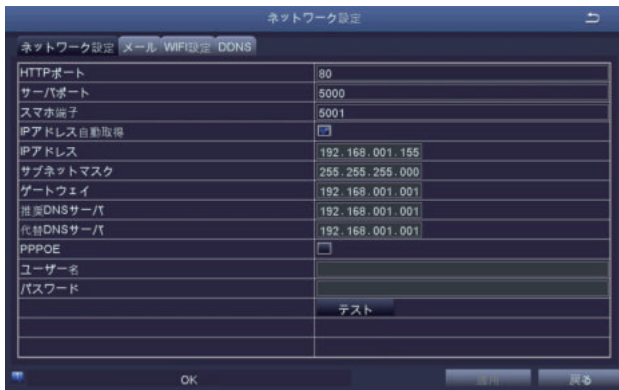 ネットワーク設定
ネットワーク設定 メール WIFI設定 DDNS
HTTPポート 80
サーバポート 5000
スマホ端子 5001
IPアドレス自動取得
IPアドレス 192.168.001.155
サブネットマスク 255.255.255.000
ゲートウェイ 192.168.001.001
推奨DNSサーバ 192.168.001.001
代替DNSサーバ 192.168.001.001
PPPOE
ユーザー名
パスワード
テスト
OK 適用 戻る